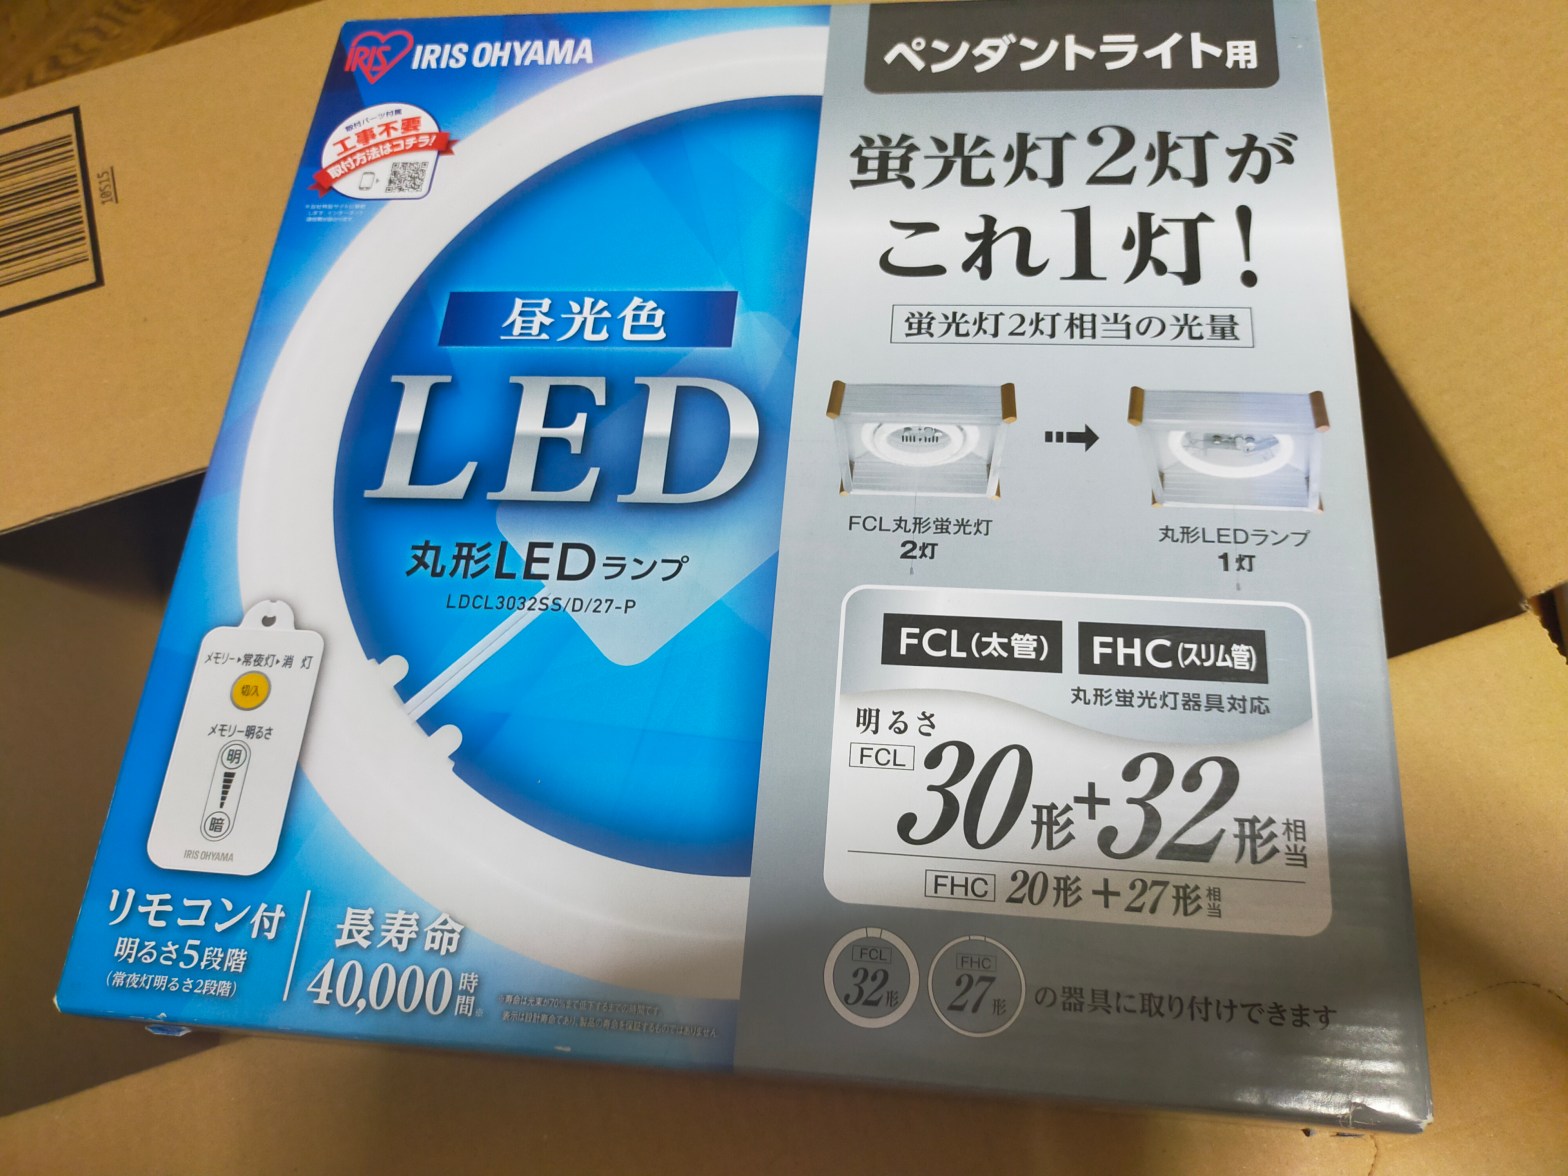 IRIS IRIS OHYAMA
取付パーツ付属
工事不要
取付方法はコチラ!
昼光色
LED
丸形LEDランプ
LDCL3032SS/D/27-P
メモリー・常夜灯・消 灯
メモリー明るさ
明
暗
IRIS OHYAMA
リモコン付
明るさ5段階
(常夜灯明るさ2段階)
長寿命
40,000時間
ペンダントライト用
蛍光灯2灯が
これ1灯!
蛍光灯2灯相当の光量
FCL丸形蛍光灯
2灯
丸形LEDランプ
1灯
FCL(太管) FHC(スリム管)
丸形蛍光灯器具対応
明るさ
FCL 30形+32形相当
FHC 20形+27形相当
FCL 32形 FHC 27形 の器具に取り付けできます